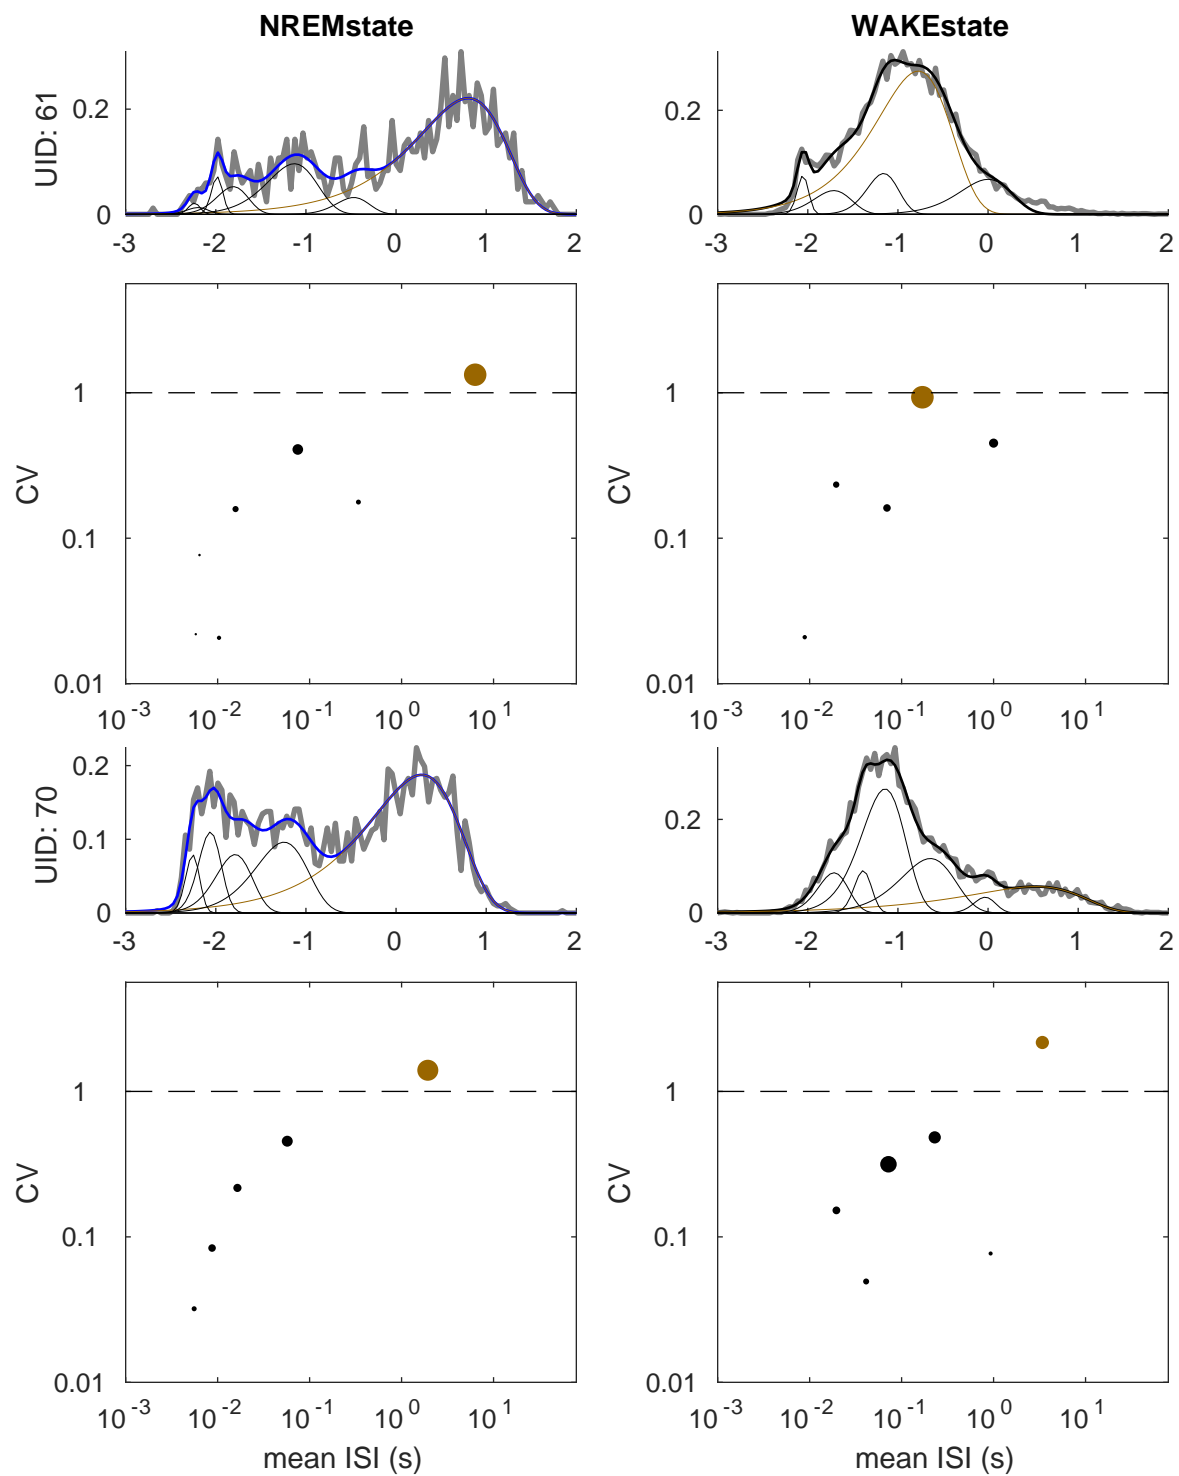 NREMstate WAKEstate
UID: 61
0.2 0.2
0 0
-3 -2 -1 0 1 2 -3 -2 -1 0 1 2
CV CV
1 1
0.1 0.1
0.01 0.01
10^-3 10^-2 10^-1 10^0 10^1 10^-3 10^-2 10^-1 10^0 10^1
UID: 70
0.2 0.2
0.1
0 0
-3 -2 -1 0 1 2 -3 -2 -1 0 1 2
CV CV
1 1
0.1 0.1
0.01 0.01
10^-3 10^-2 10^-1 10^0 10^1 10^-3 10^-2 10^-1 10^0 10^1
mean ISI (s) mean ISI (s)